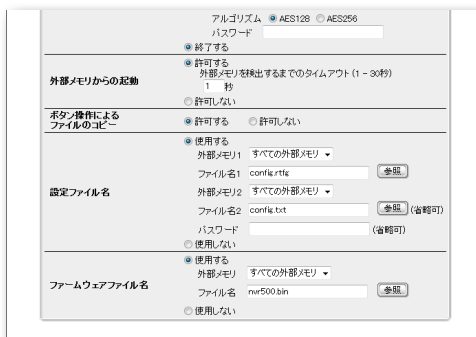 アルゴリズム AES128 AES256
パスワード
終了する
外部メモリからの起動
許可する
外部メモリを検出するまでのタイムアウト(1 - 30秒)
1 秒
許可しない
ボタン操作による
ファイルのコピー
許可する 許可しない
設定ファイル名
使用する
外部メモリ1 すべての外部メモリ
ファイル名1 config.rtfg 参照
外部メモリ2 すべての外部メモリ
ファイル名2 config.txt 参照 (省略可)
パスワード (省略可)
使用しない
ファームウェアファイル名
使用する
外部メモリ すべての外部メモリ
ファイル名 nvr500.bin 参照
使用しない